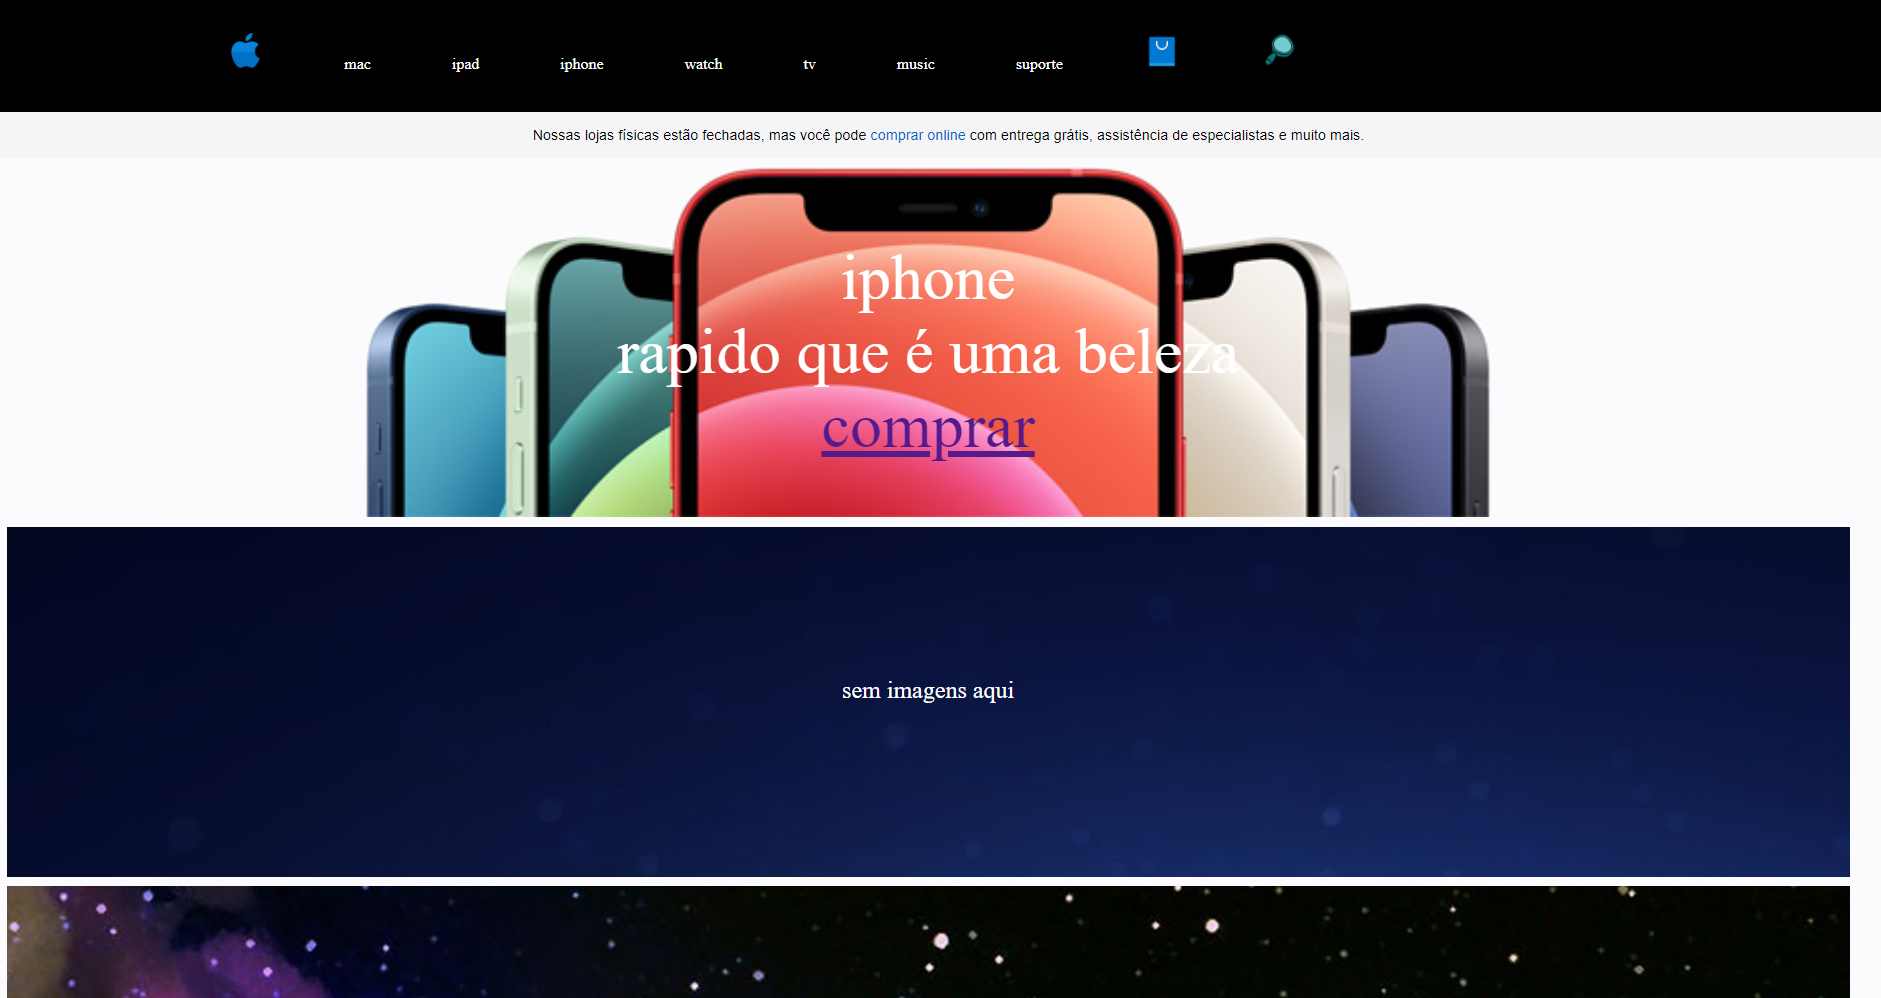 mac ipad iphone watch tv music suporte
Nossas lojas físicas estão fechadas, mas você pode comprar online com entrega grátis, assistência de especialistas e muito mais.
iphone
rapido que é uma beleza
comprar
sem imagens aqui